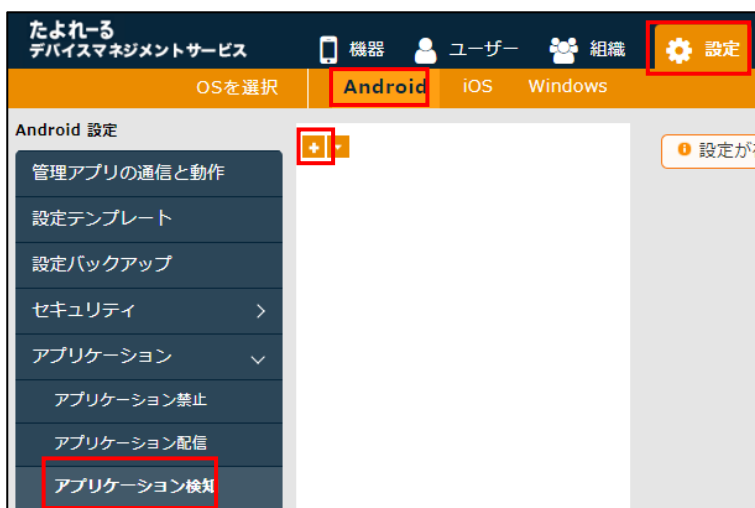 たよれーる
デバイスマネジメントサービス
機器 ユーザー 組織 設定
OSを選択 Android iOS Windows
Android 設定
管理アプリの通信と動作
設定がな
設定テンプレート
設定バックアップ
セキュリティ
アプリケーション
アプリケーション禁止
アプリケーション配信
アプリケーション検知